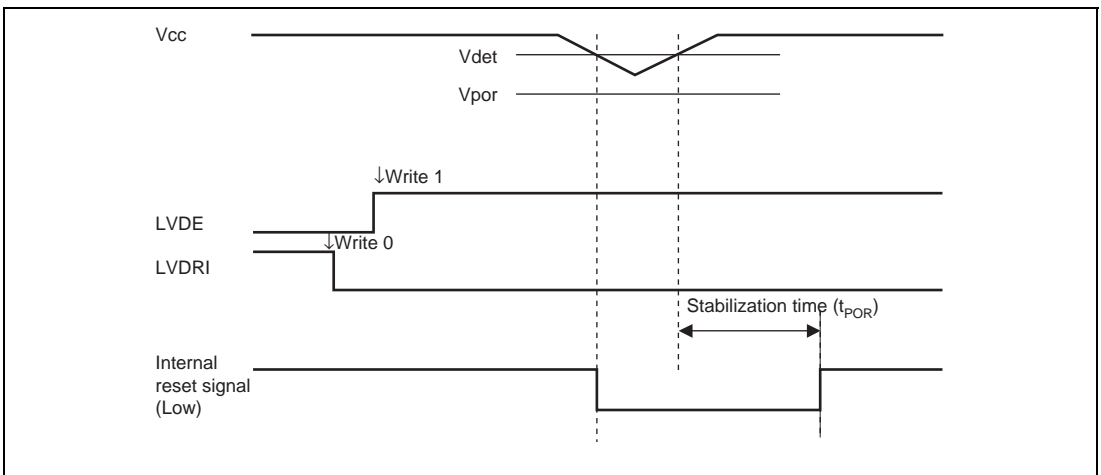 Vcc
Vdet
Vpor
↓Write 1
LVDE
↓Write 0
LVDRI
Stabilization time (tPOR)
Internal
reset signal
(Low)